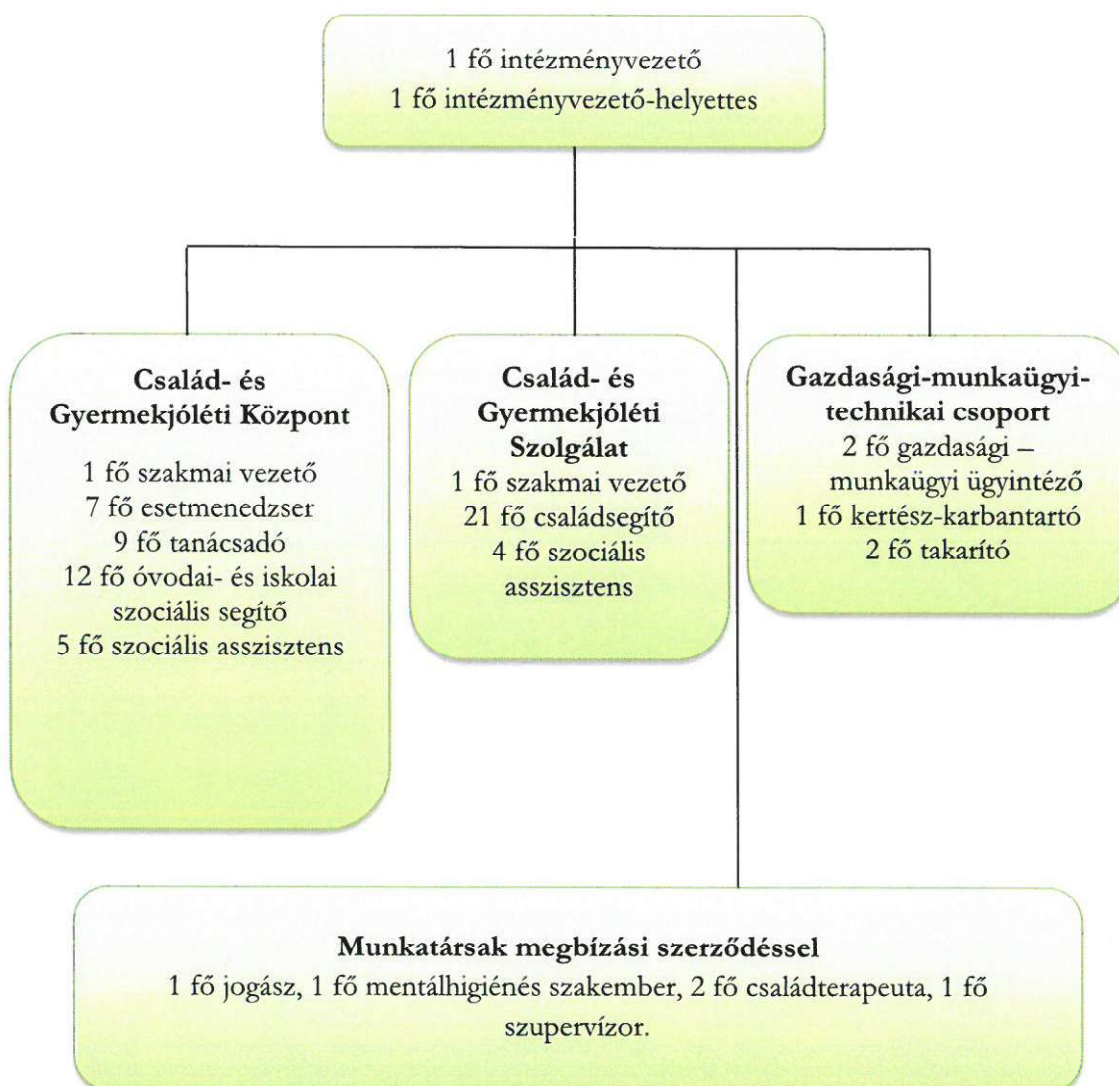 1 fő intézményvezető
1 fő intézményvezető-helyettes
Család- és
Gyermekjóléti Központ
1 fő szakmai vezető
7 fő esetmenedzser
9 fő tanácsadó
12 fő óvodai- és iskolai
szociális segítő
5 fő szociális asszisztens
Család- és
Gyermekjóléti
Szolgálat
1 fő szakmai vezető
21 fő családsegítő
4 fő szociális
asszisztens
Gazdasági-munkaügyi-
technikai csoport
2 fő gazdasági –
munkaügyi ügyintéző
1 fő kertész-karbantartó
2 fő takarító
Munkatársak megbízási szerződéssel
1 fő jogász, 1 fő mentálhigiénés szakember, 2 fő családterapeuta, 1 fő
szupervízor.